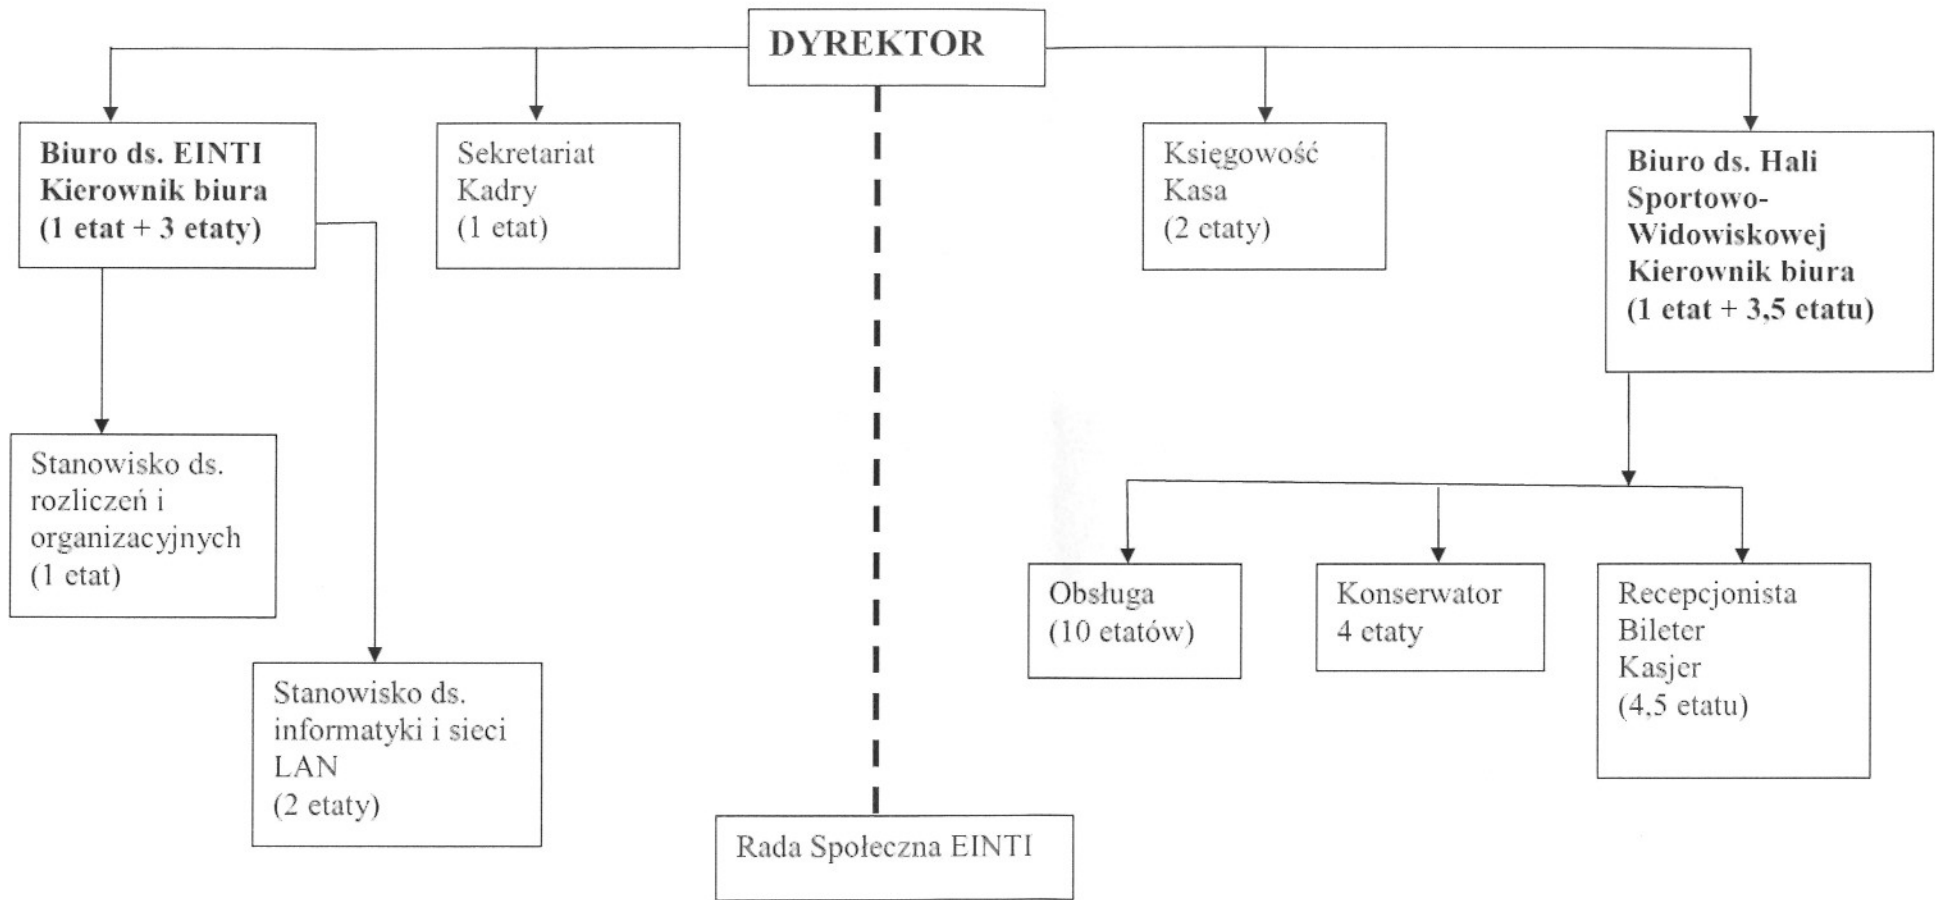 DYREKTOR
Biuro ds. EINTI
Kierownik biura
(1 etat + 3 etaty)
Sekretariat
Kadry
(1 etat)
Księgowość
Kasa
(2 etaty)
Biuro ds. Hali
Sportowo-
Widowiskowej
Kierownik biura
(1 etat + 3,5 etatu)
Stanowisko ds.
rozliczeń i
organizacyjnych
(1 etat)
Stanowisko ds.
informatyki i sieci
LAN
(2 etaty)
Obsługa
(10 etatów)
Konserwator
4 etaty
Recepcjonista
Bileter
Kasjer
(4,5 etatu)
Rada Społeczna EINTI